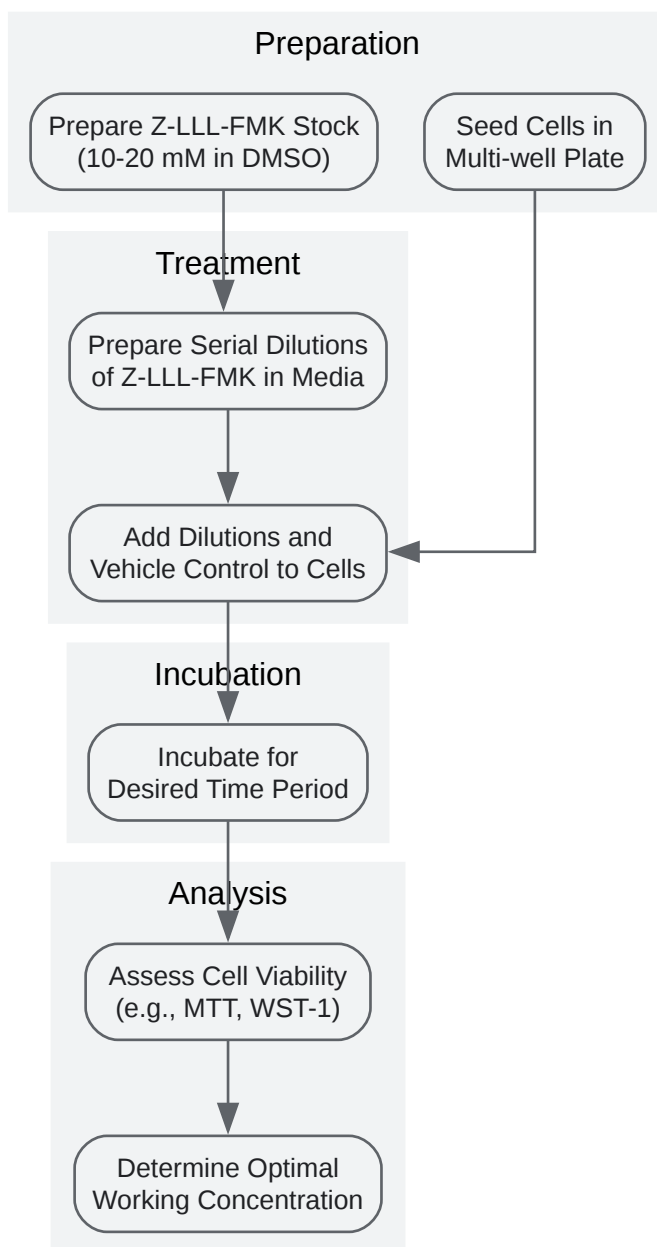 Preparation
Prepare Z-LLL-FMK Stock
(10-20 mM in DMSO)
Seed Cells in
Multi-well Plate
Treatment
Prepare Serial Dilutions
of Z-LLL-FMK in Media
Add Dilutions and
Vehicle Control to Cells
Incubation
Incubate for
Desired Time Period
Analysis
Assess Cell Viability
(e.g., MTT, WST-1)
Determine Optimal
Working Concentration